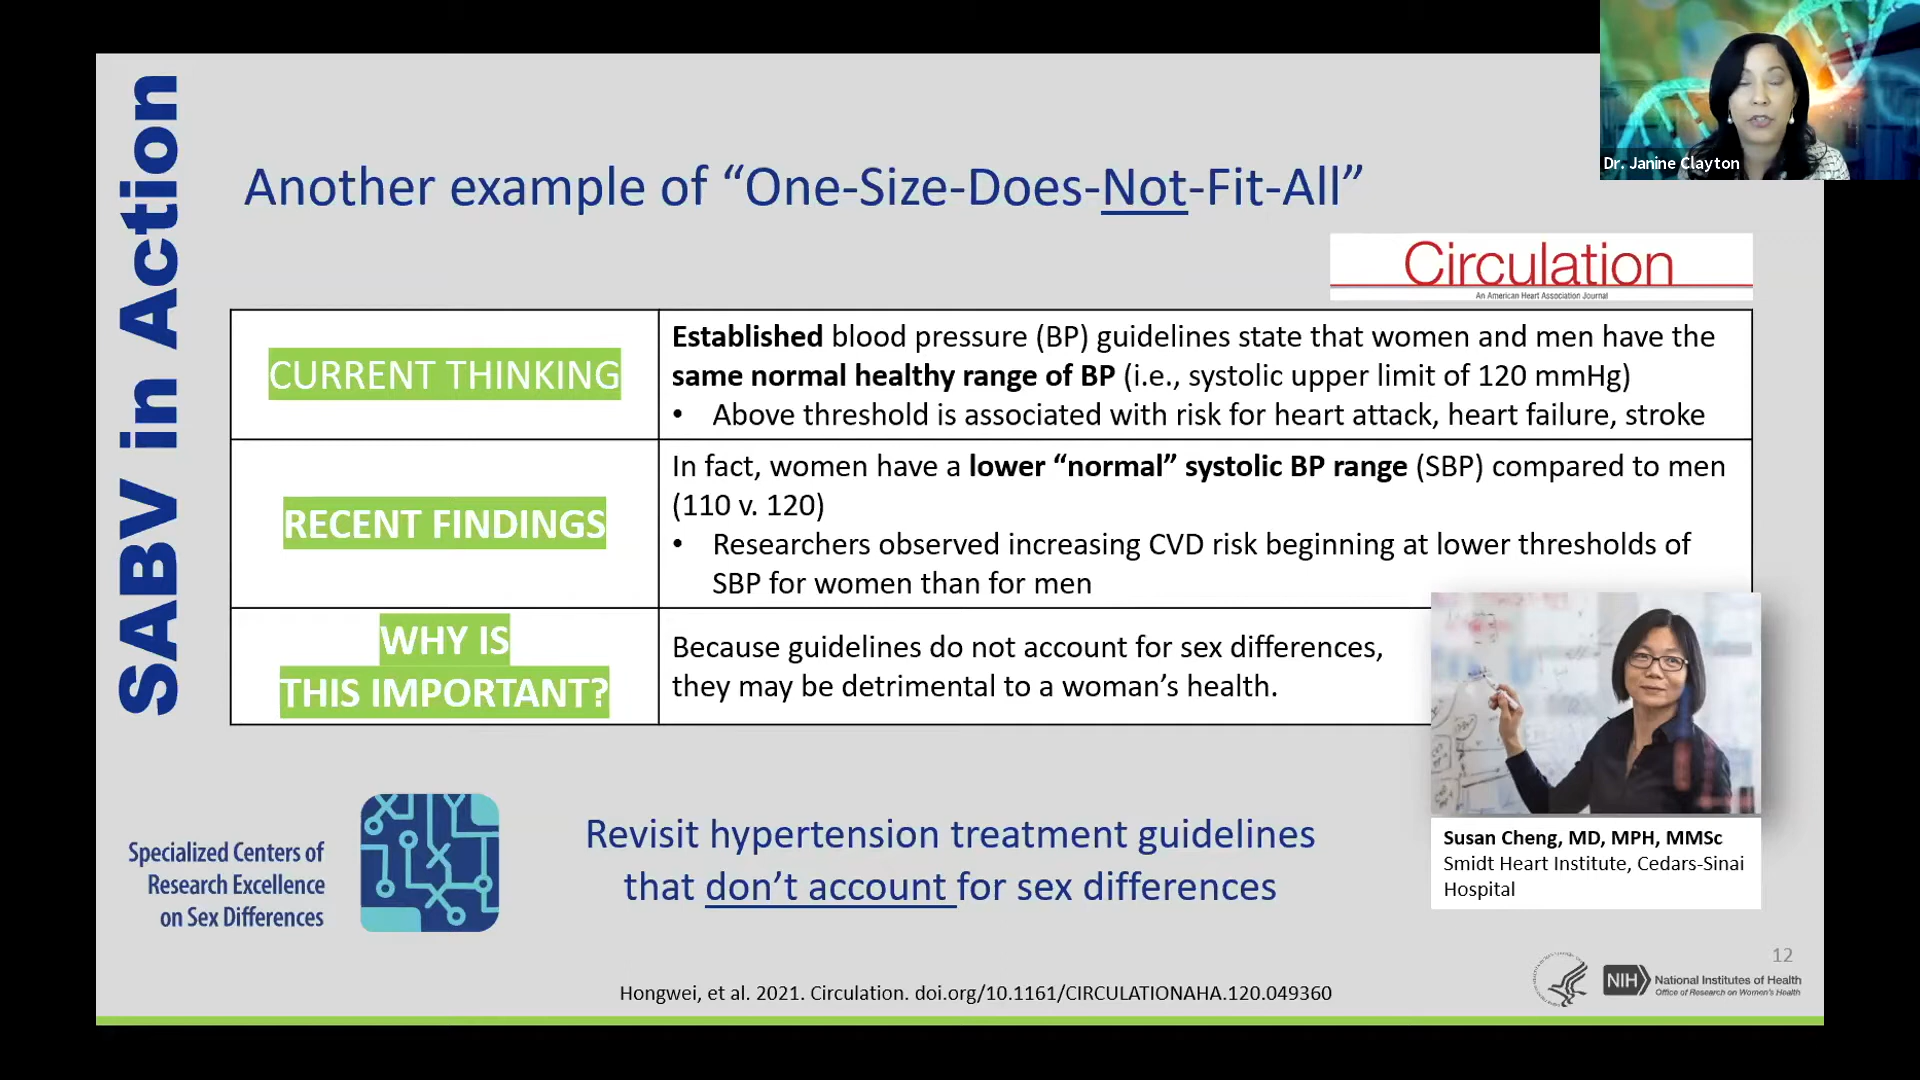 Dr. Janine Clayton
SABV in Action
Another example of “One-Size-Does-Not-Fit-All”
Circulation
An American Heart Association Journal
CURRENT THINKING
Established blood pressure (BP) guidelines state that women and men have the
same normal healthy range of BP (i.e., systolic upper limit of 120 mmHg)
• Above threshold is associated with risk for heart attack, heart failure, stroke
RECENT FINDINGS
In fact, women have a lower “normal” systolic BP range (SBP) compared to men
(110 v. 120)
• Researchers observed increasing CVD risk beginning at lower thresholds of
SBP for women than for men
WHY IS
THIS IMPORTANT?
Because guidelines do not account for sex differences,
they may be detrimental to a woman’s health.
Susan Cheng, MD, MPH, MMSc
Smidt Heart Institute, Cedars-Sinai
Hospital
Specialized Centers of
Research Excellence
on Sex Differences
Revisit hypertension treatment guidelines
that don’t account for sex differences
12
NIH
National Institutes of Health
Office of Research on Women's Health
Hongwei, et al. 2021. Circulation. doi.org/10.1161/CIRCULATIONAHA.120.049360